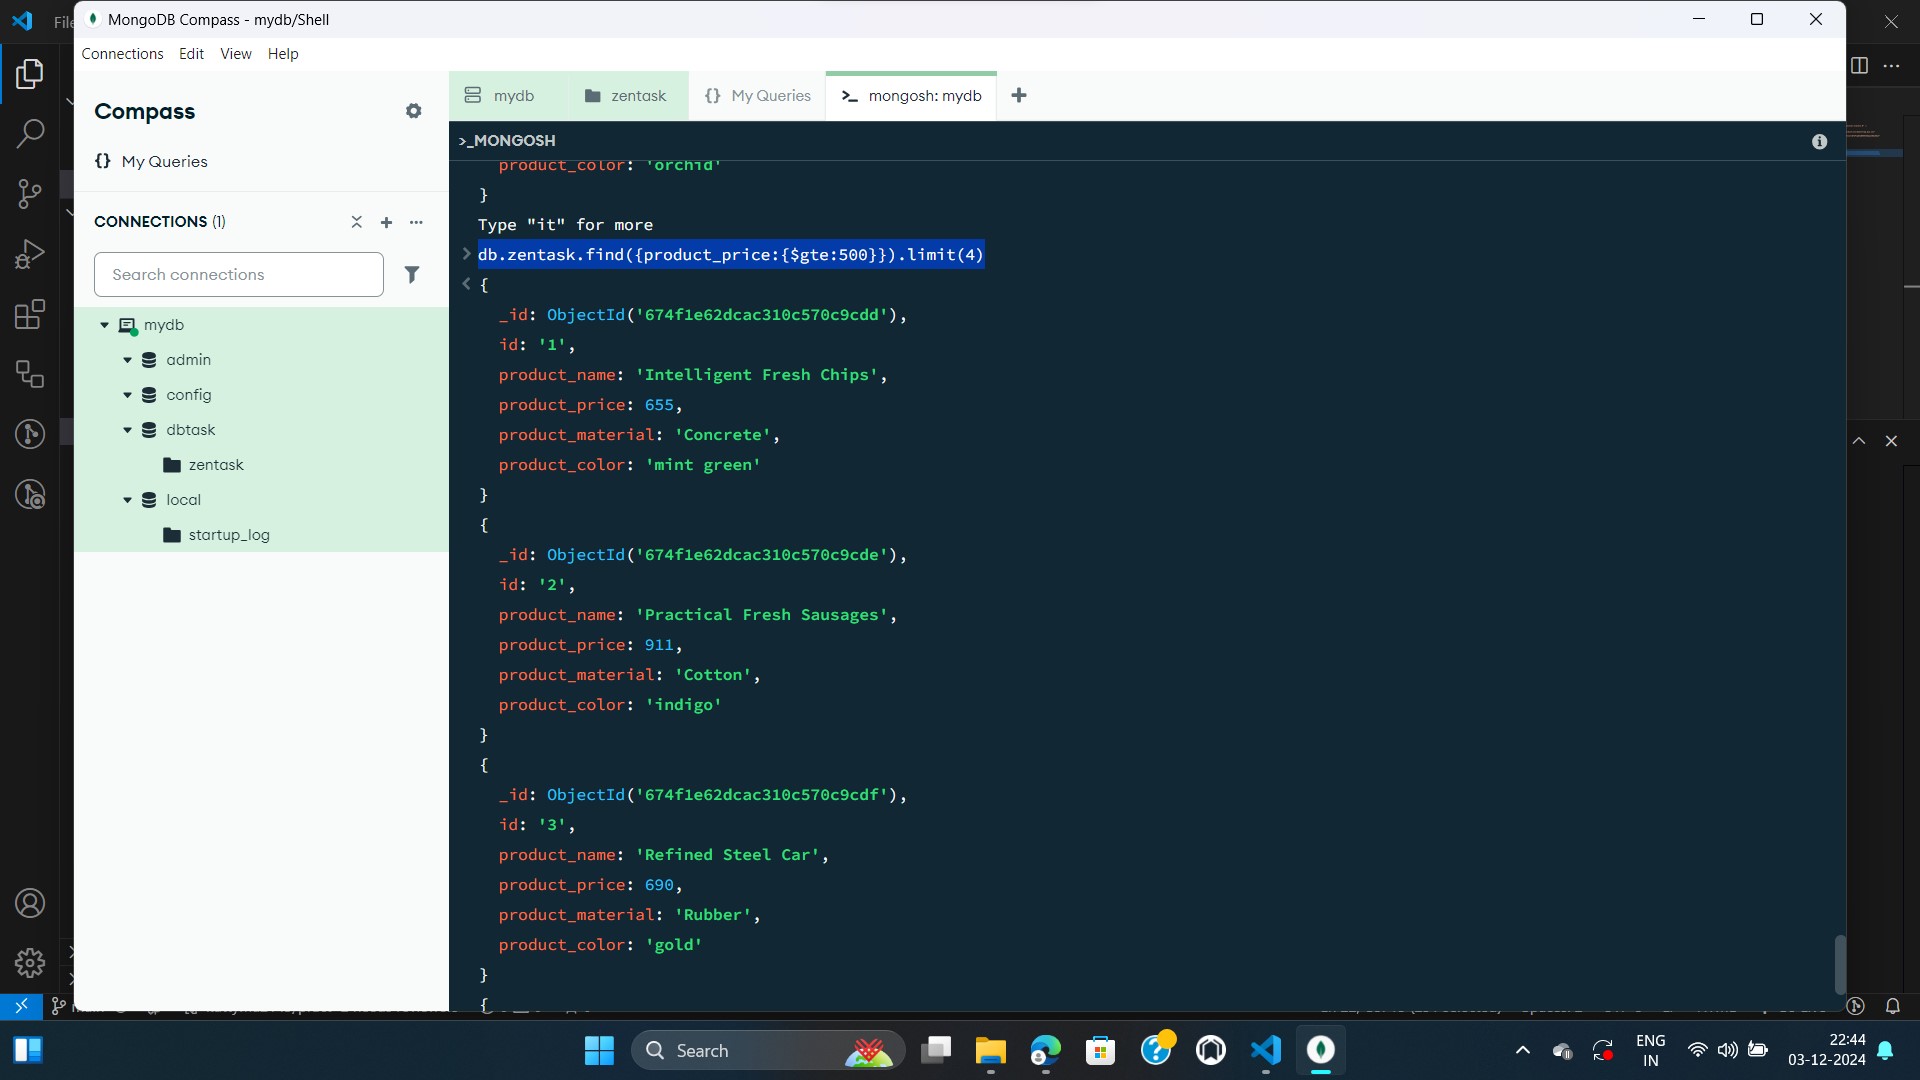 File
MongoDB Compass - mydb/Shell
Connections Edit View Help
Compass
{} My Queries
CONNECTIONS (1)
Search connections
mydb
admin
config
dbtask
zentask
local
startup_log
mydb
zentask
{} My Queries
>_ mongosh: mydb
>_MONGOSH
product_color: 'orchid'
}
Type "it" for more
> db.zentask.find({product_price:{$gte:500}}).limit(4)
< {
_id: ObjectId('674f1e62dcac310c570c9cdd'),
id: '1',
product_name: 'Intelligent Fresh Chips',
product_price: 655,
product_material: 'Concrete',
product_color: 'mint green'
}
{
_id: ObjectId('674f1e62dcac310c570c9cde'),
id: '2',
product_name: 'Practical Fresh Sausages',
product_price: 911,
product_material: 'Cotton',
product_color: 'indigo'
}
{
_id: ObjectId('674f1e62dcac310c570c9cdf'),
id: '3',
product_name: 'Refined Steel Car',
product_price: 690,
product_material: 'Rubber',
product_color: 'gold'
}
{
Search
ENG
IN
22:44
03-12-2024